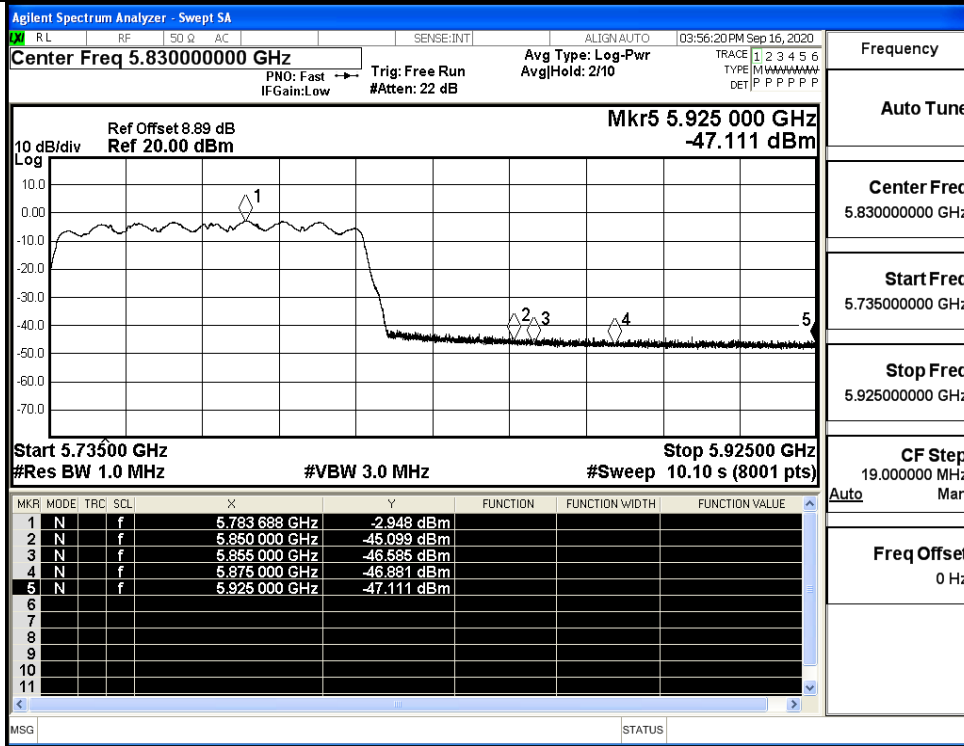 Agilent Spectrum Analyzer - Swept SA
LXI RL RF 50 Ω AC SENSE:INT ALIGN AUTO 03:56:20 PM Sep 16, 2020
Center Freq 5.830000000 GHz
PNO: Fast
IFGain:Low
Trig: Free Run
#Atten: 22 dB
Avg Type: Log-Pwr
Avg|Hold: 2/10
TRACE 1 2 3 4 5 6
TYPE M W W W W W
DET P P P P P P
Ref Offset 8.89 dB
10 dB/div Ref 20.00 dBm
Log
Mkr5 5.925 000 GHz
-47.111 dBm
10.0
0.00
-10.0
-20.0
-30.0
-40.0
-50.0
-60.0
-70.0
1
2
3
4
5
Start 5.73500 GHz Stop 5.92500 GHz
#Res BW 1.0 MHz #VBW 3.0 MHz #Sweep 10.10 s (8001 pts)
MKR MODE TRC SCL X Y FUNCTION FUNCTION WIDTH FUNCTION VALUE
1 N f 5.783 688 GHz -2.948 dBm
2 N f 5.850 000 GHz -45.099 dBm
3 N f 5.855 000 GHz -46.585 dBm
4 N f 5.875 000 GHz -46.881 dBm
5 N f 5.925 000 GHz -47.111 dBm
6
7
8
9
10
11
MSG STATUS
Frequency
Auto Tune
Center Freq
5.830000000 GHz
Start Freq
5.735000000 GHz
Stop Freq
5.925000000 GHz
CF Step
19.000000 MHz
Auto Man
Freq Offset
0 Hz